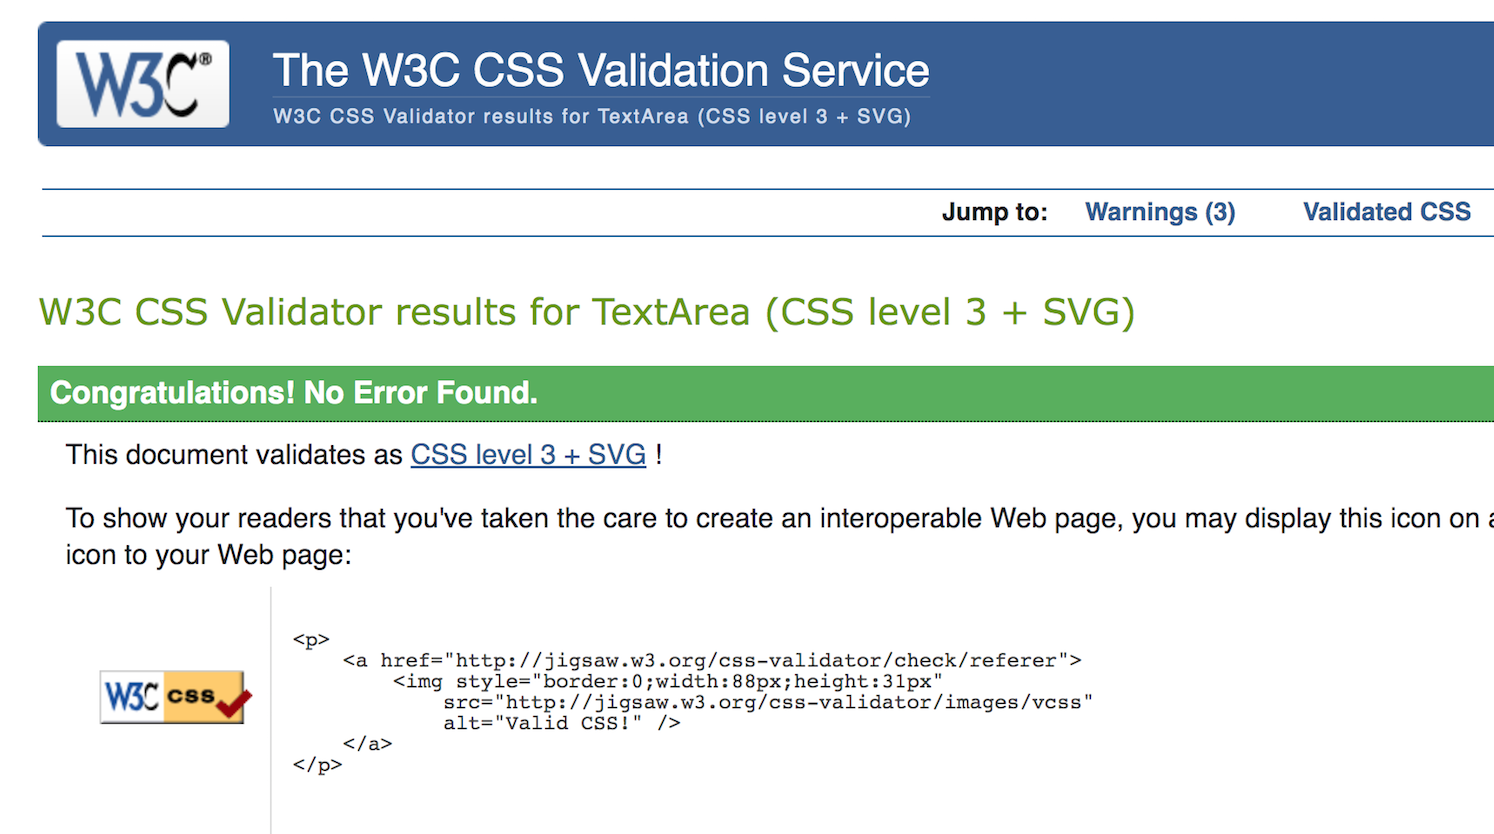 W3C®
The W3C CSS Validation Service
W3C CSS Validator results for TextArea (CSS level 3 + SVG)
Jump to: Warnings (3) Validated CSS
W3C CSS Validator results for TextArea (CSS level 3 + SVG)
Congratulations! No Error Found.
This document validates as CSS level 3 + SVG !
To show your readers that you've taken the care to create an interoperable Web page, you may display this icon on
icon to your Web page:
W3C css
<p>
<a href="http://jigsaw.w3.org/css-validator/check/referer">
<img style="border:0;width:88px;height:31px"
src="http://jigsaw.w3.org/css-validator/images/vcss"
alt="Valid CSS!" />
</a>
</p>